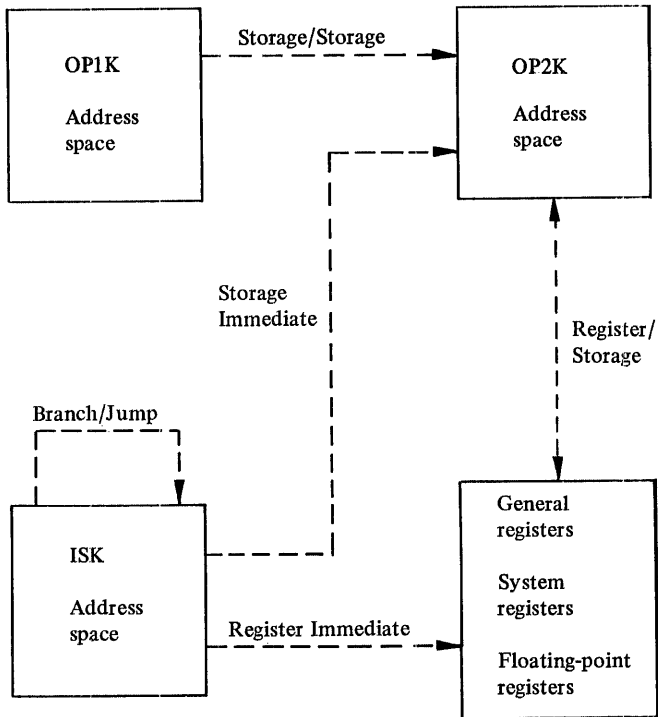 Storage/Storage
OP1K
Address
space
OP2K
Address
space
Storage
Immediate
Register/
Storage
Branch/Jump
ISK
Address
space
Register Immediate
General
registers
System
registers
Floating-point
registers